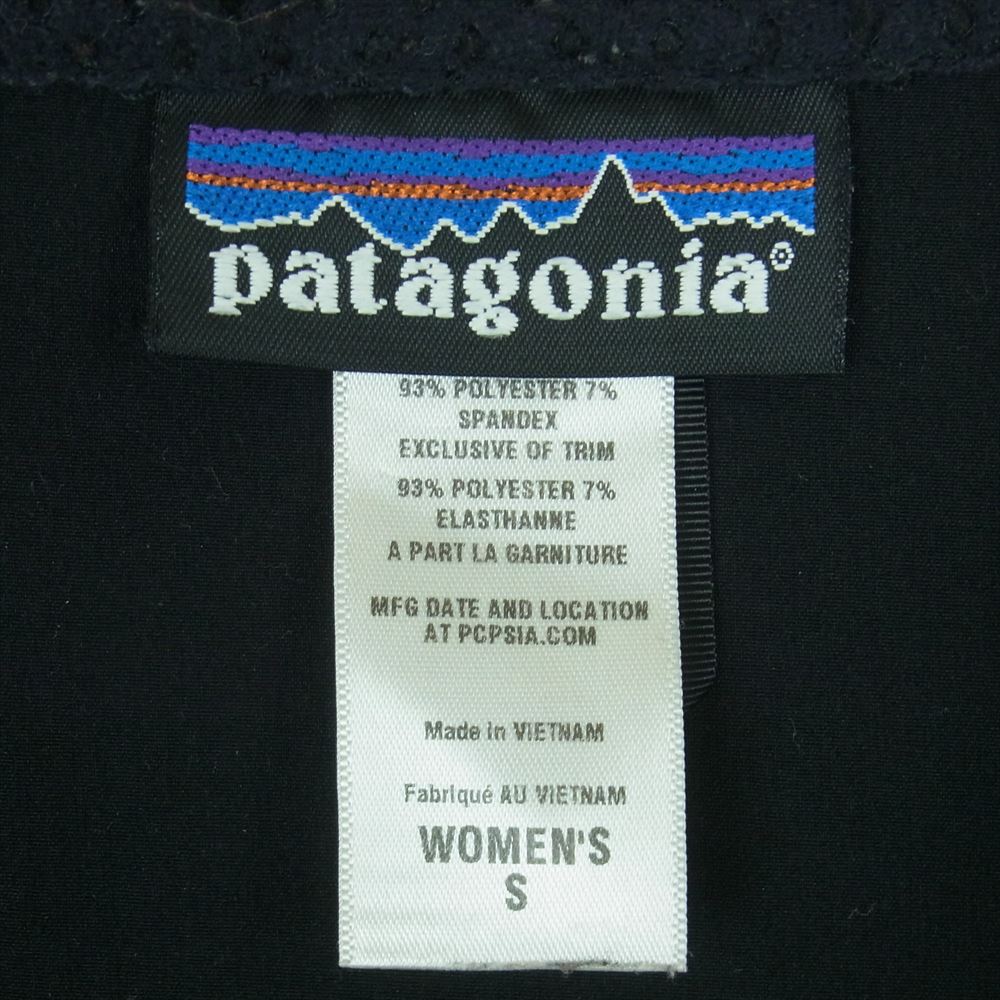 patagonia®
93% POLYESTER 7%
SPANDEX
EXCLUSIVE OF TRIM
93% POLYESTER 7%
ELASTHANNE
A PART LA GARNITURE
MFG DATE AND LOCATION
AT PCPSIA.COM
Made in VIETNAM
Fabriqué AU VIETNAM
WOMEN'S
S